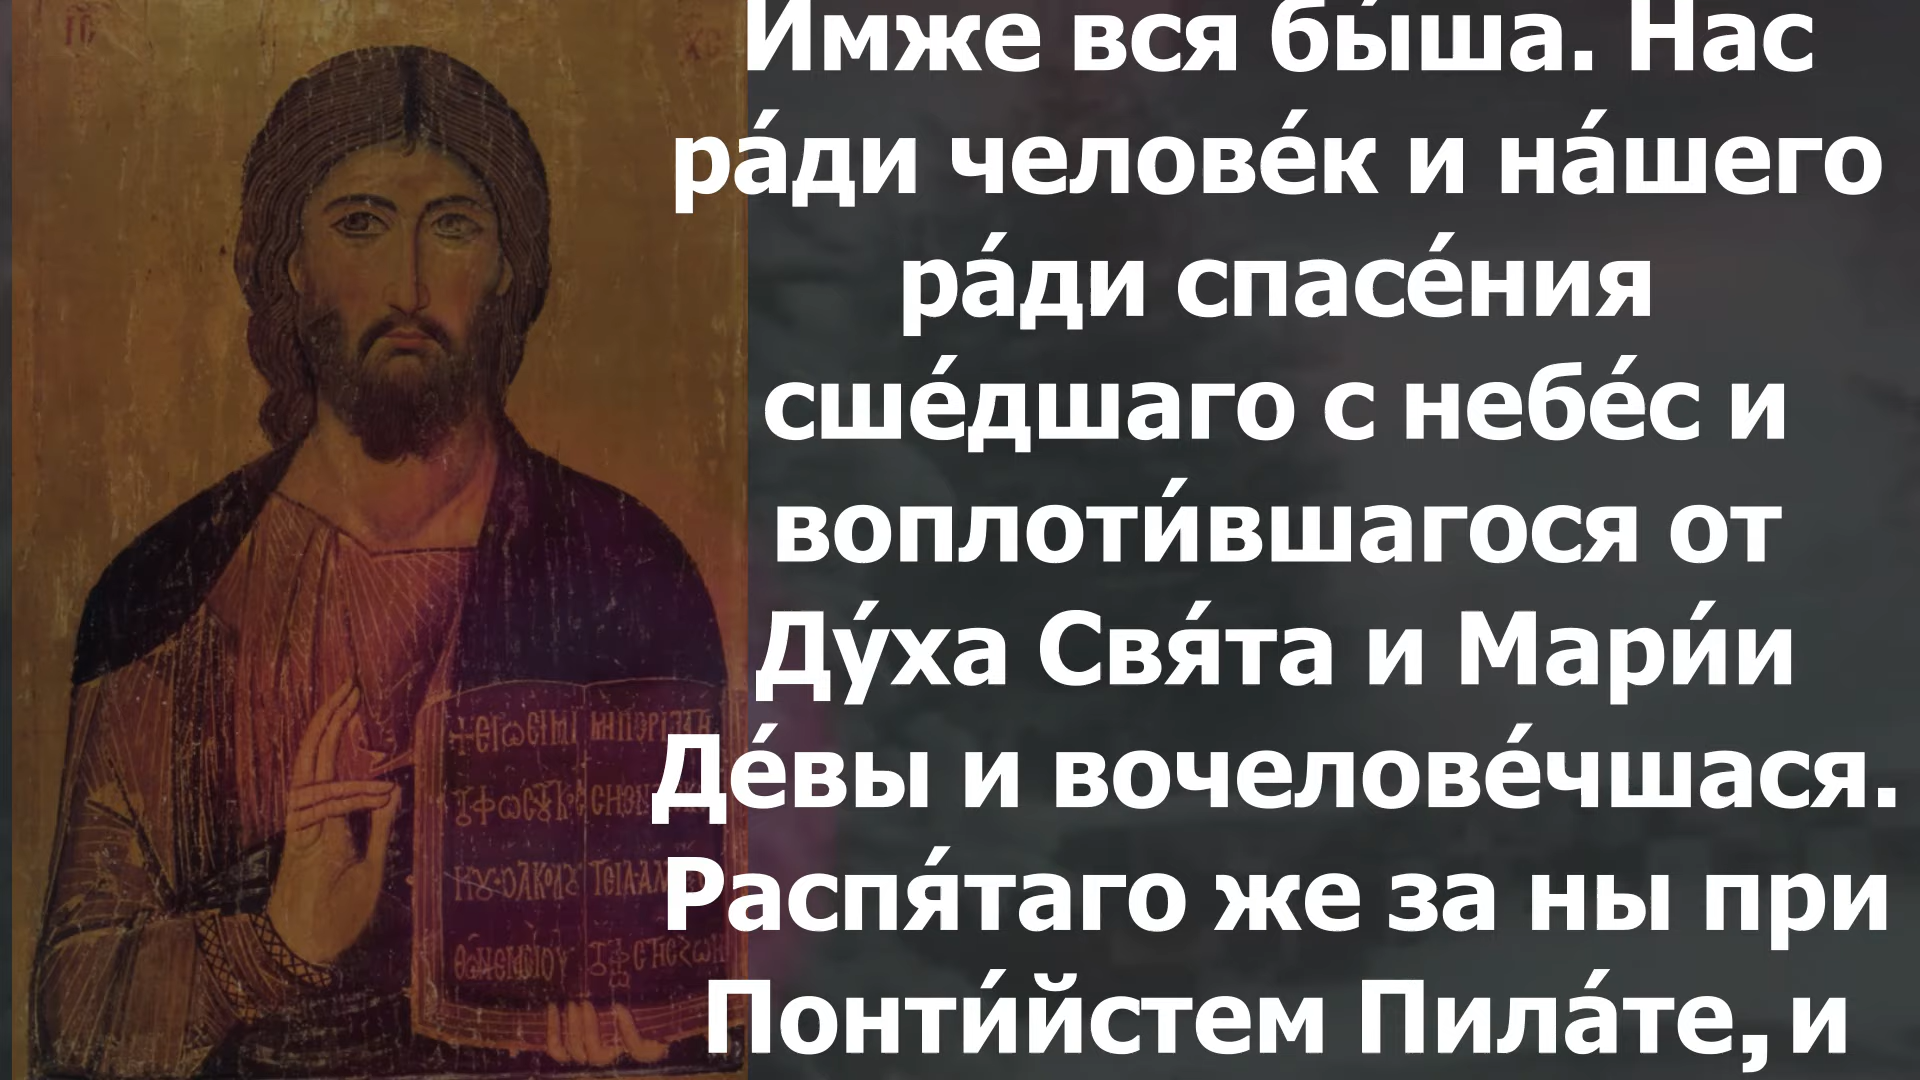 Имже вся бы́ша. Нас
ра́ди челове́к и на́шего
ра́ди спасе́ния
сше́дшаго с небе́с и
воплоти́вшагося от
Ду́ха Свя́та и Мари́и
Де́вы и вочелове́чшася.
Распя́таго же за ны при
Понти́йстем Пила́те, и